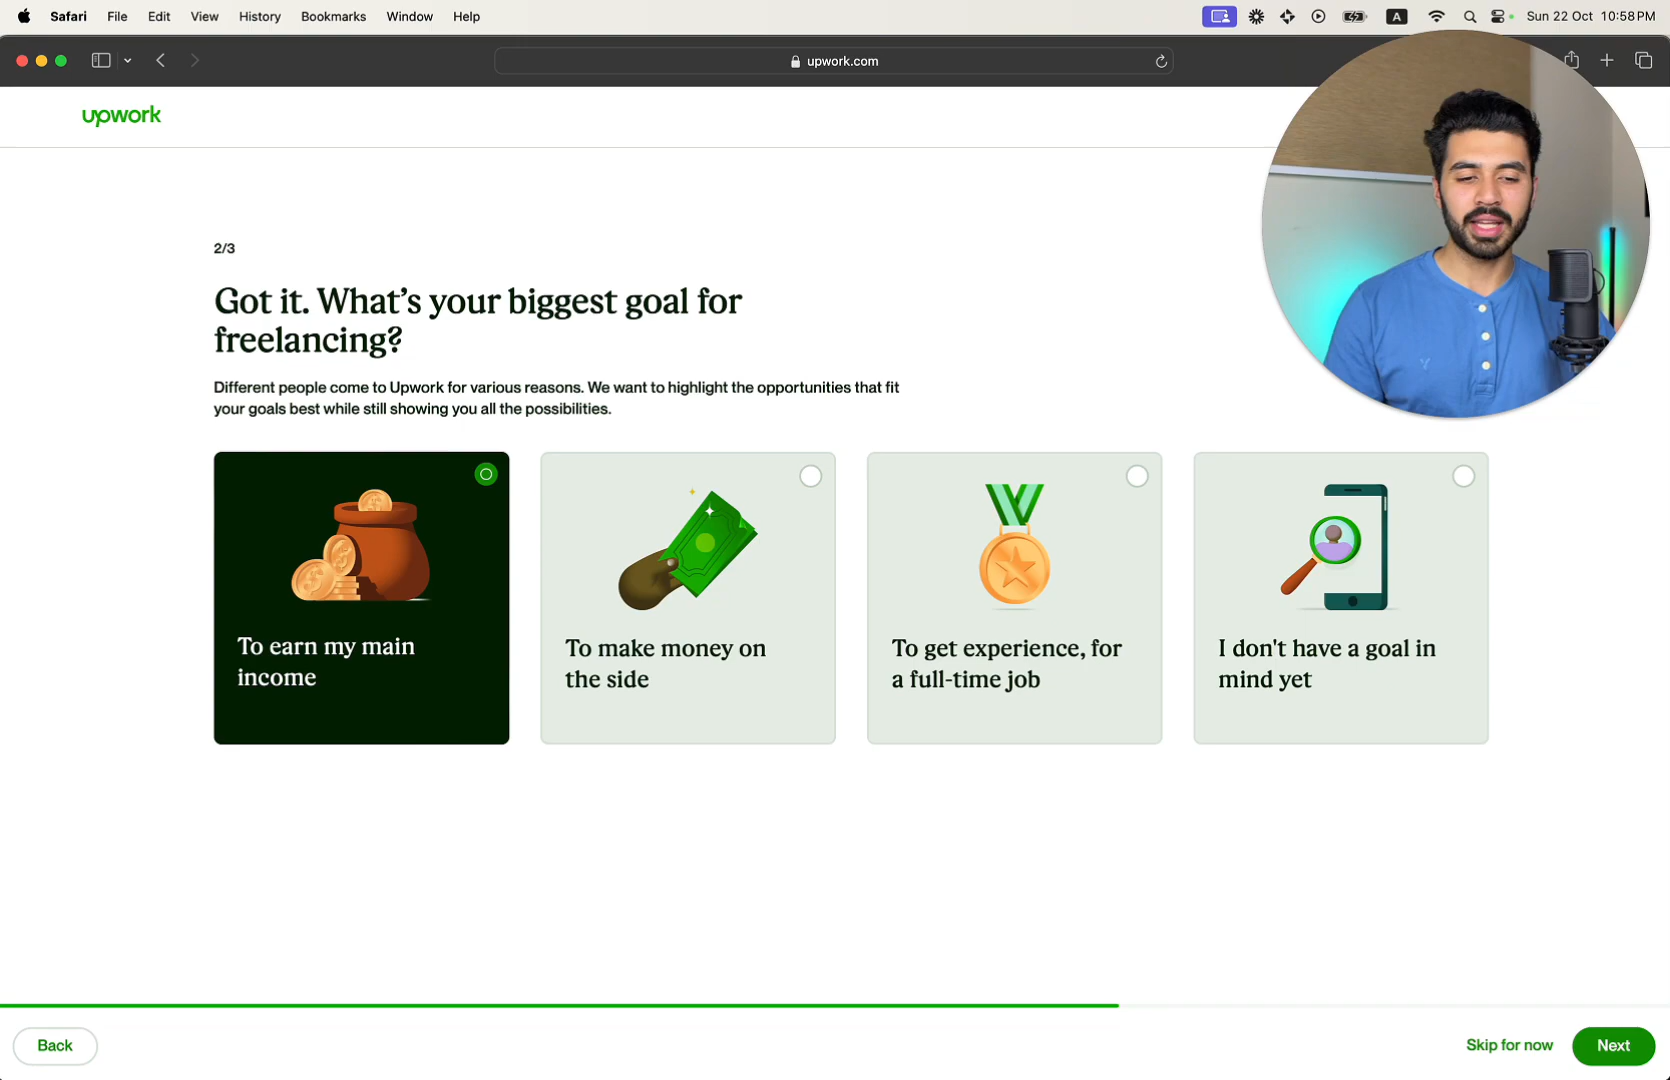 Safari File Edit View History Bookmarks Window Help
A
Sun 22 Oct 10:58 PM
upwork.com
upwork
2/3
Got it. What's your biggest goal for
freelancing?
Different people come to Upwork for various reasons. We want to highlight the opportunities that fit
your goals best while still showing you all the possibilities.
To earn my main
income
To make money on
the side
To get experience, for
a full-time job
I don't have a goal in
mind yet
Back
Skip for now
Next